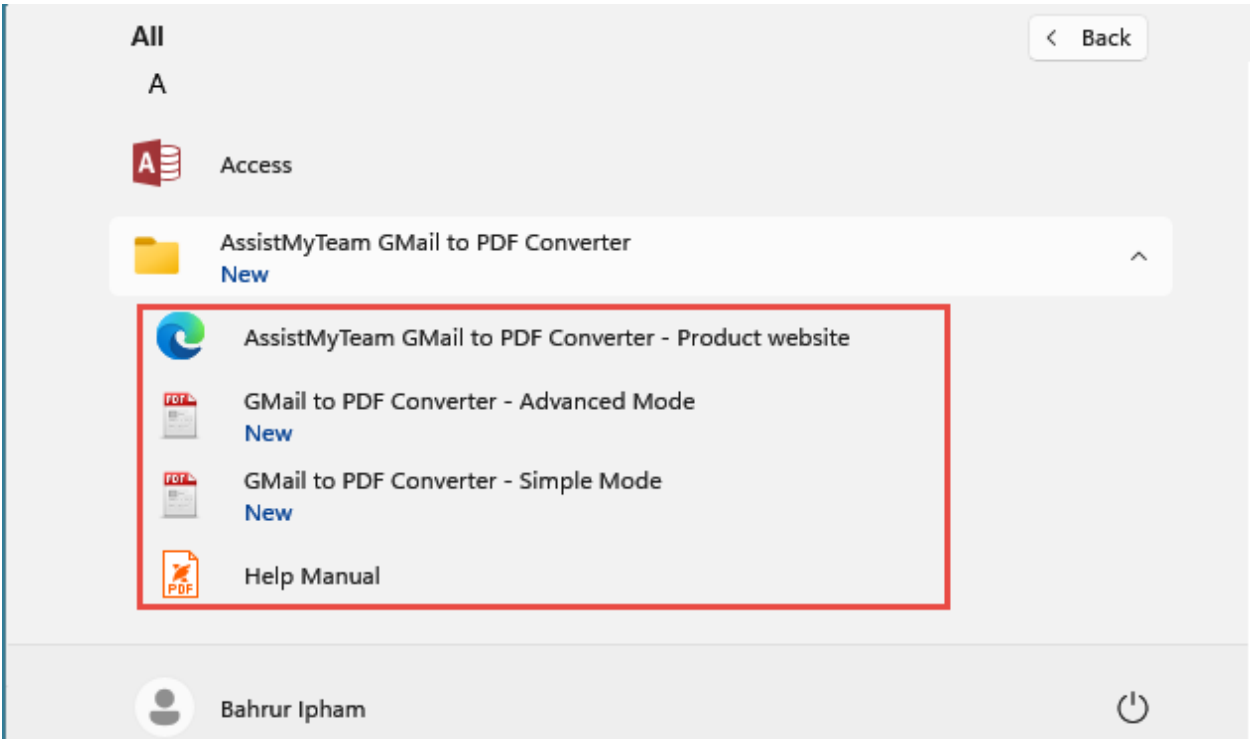 All
Back
A
Access
AssistMyTeam GMail to PDF Converter
New
AssistMyTeam GMail to PDF Converter - Product website
GMail to PDF Converter - Advanced Mode
New
GMail to PDF Converter - Simple Mode
New
Help Manual
Bahrur Ipham